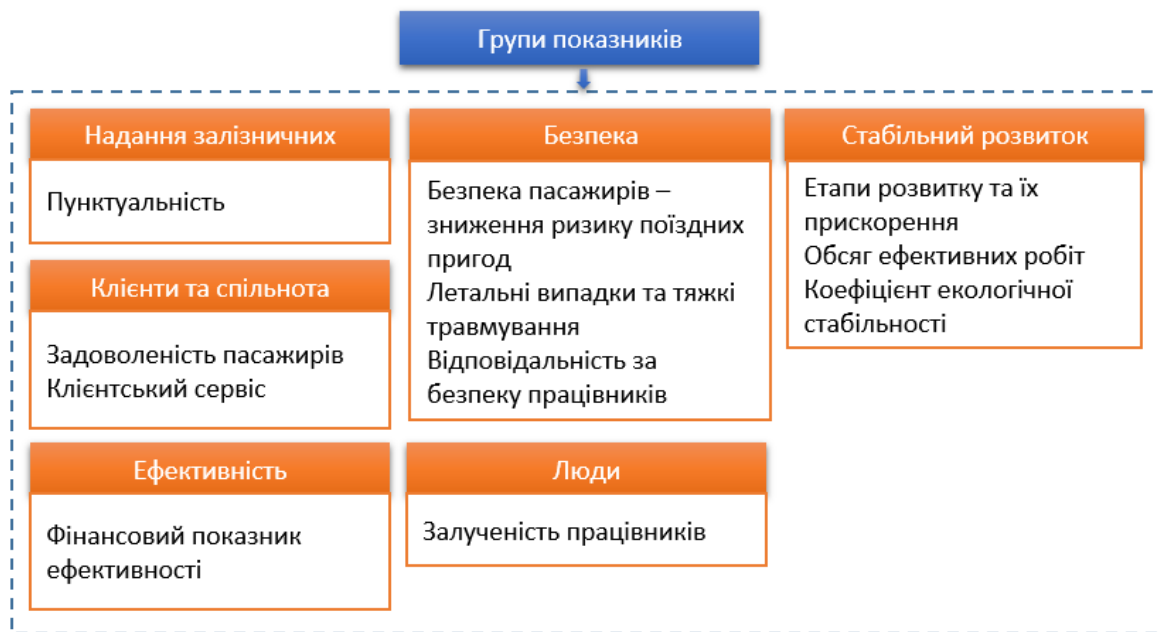 Групи показників
Надання залізничних
Пунктуальність
Клієнти та спільнота
Задоволеність пасажирів
Клієнтський сервіс
Ефективність
Фінансовий показник
ефективності
Безпека
Безпека пасажирів –
зниження ризику поїздних
пригод
Летальні випадки та тяжкі
травмування
Відповідальність за
безпеку працівників
Люди
Залученість працівників
Стабільний розвиток
Етапи розвитку та їх
прискорення
Обсяг ефективних робіт
Коефіцієнт екологічної
стабільності